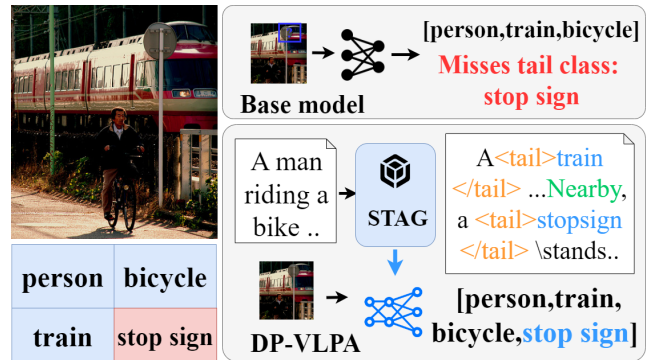 person bicycle
train stop sign
[person,train,bicycle]
Misses tail class:
stop sign
Base model
A man
riding a
bike ..
STAG
A<tail>train
</tail> ...Nearby,
a <tail>stopsign
</tail> \stands..
DP-VLPA
[person,train,
bicycle,stop sign]